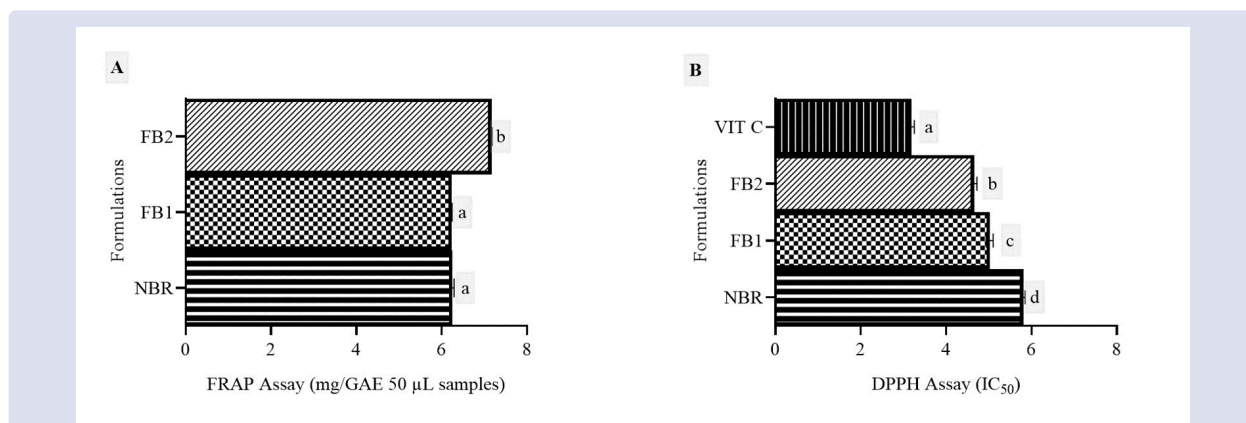 A
Formulations
FB2
b
FB1
a
NBR
a
0 2 4 6 8
FRAP Assay (mg/GAE 50 µL samples)
B
Formulations
VIT C
a
FB2
b
FB1
c
NBR
d
0 2 4 6 8
DPPH Assay (IC50)